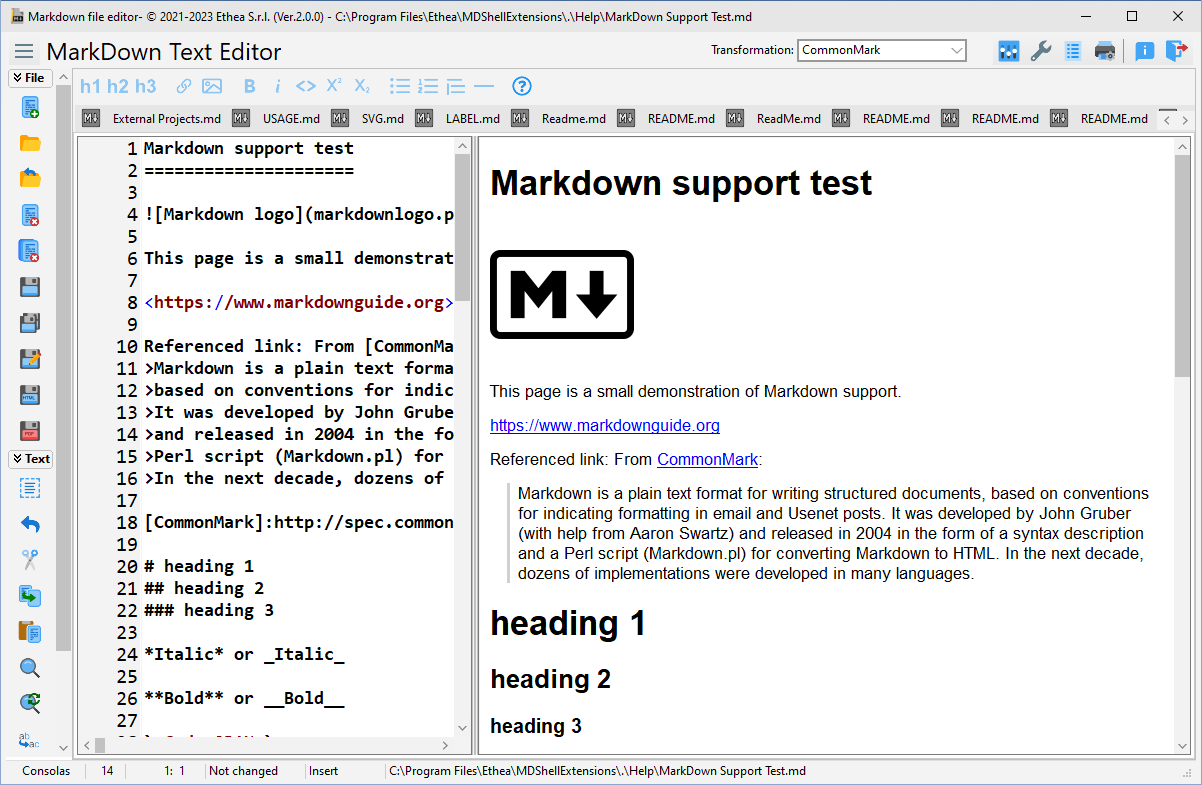 Markdown file editor- © 2021-2023 Ethea S.r.l. (Ver.2.0.0) - C:\Program Files\Ethea\MDShellExtensions\.\Help\MarkDown Support Test.md
MarkDown Text Editor
Transformation: CommonMark
File
h1 h2 h3 B i <> X² X₂ ?
External Projects.md USAGE.md SVG.md LABEL.md Readme.md README.md ReadMe.md README.md README.md README.md
1 Markdown support test
2 =====================
3
4 ![Markdown logo](markdownlogo.p
5
6 This page is a small demonstrat
7
8 <https://www.markdownguide.org>
9
10 Referenced link: From [CommonMa
11 >Markdown is a plain text forma
12 >based on conventions for indic
13 >It was developed by John Grube
14 >and released in 2004 in the fo
15 >Perl script (Markdown.pl) for
16 >In the next decade, dozens of
17
18 [CommonMark]:http://spec.common
19
20 # heading 1
21 ## heading 2
22 ### heading 3
23
24 *Italic* or _Italic_
25
26 **Bold** or __Bold__
27
Markdown support test
M
This page is a small demonstration of Markdown support.
https://www.markdownguide.org
Referenced link: From CommonMark:
Markdown is a plain text format for writing structured documents, based on conventions
for indicating formatting in email and Usenet posts. It was developed by John Gruber
(with help from Aaron Swartz) and released in 2004 in the form of a syntax description
and a Perl script (Markdown.pl) for converting Markdown to HTML. In the next decade,
dozens of implementations were developed in many languages.
heading 1
heading 2
heading 3
HTML
PDF
Text
ab
ac
Consolas 14 1: 1 Not changed Insert C:\Program Files\Ethea\MDShellExtensions\.\Help\MarkDown Support Test.md